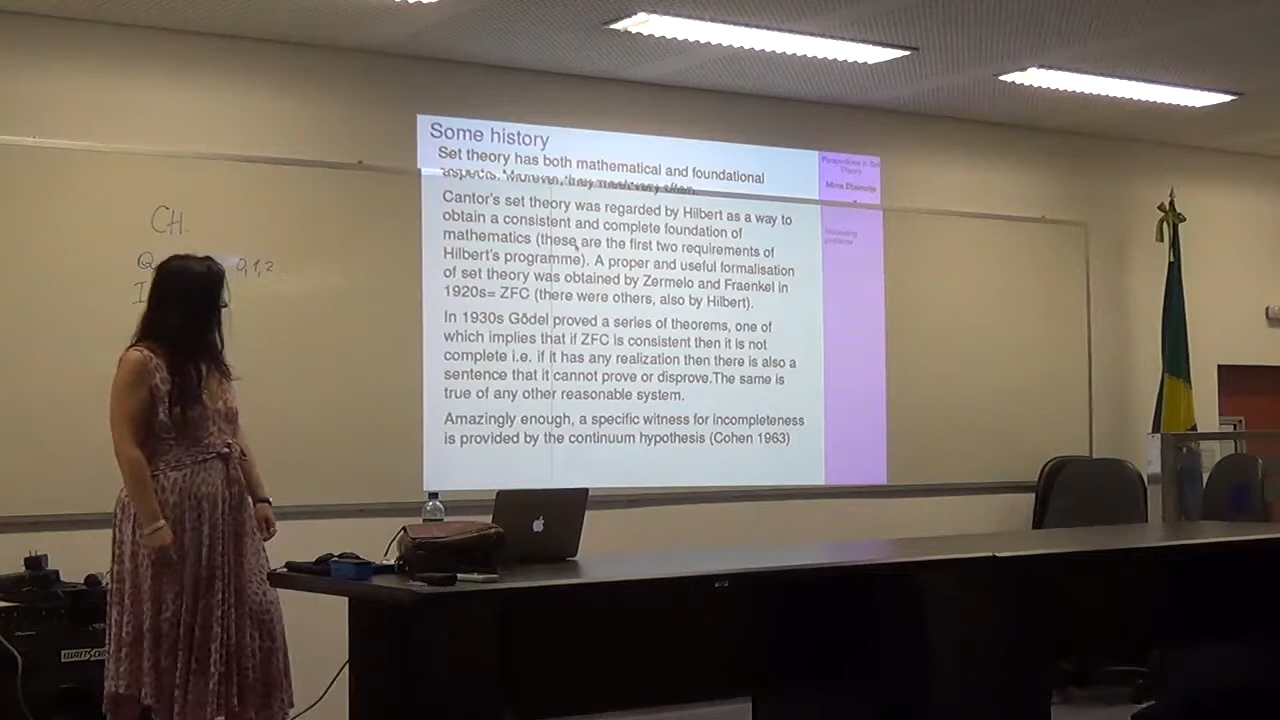 Some history
Set theory has both mathematical and foundational
aspects. Moreover, they meet very often.
Cantor's set theory was regarded by Hilbert as a way to
obtain a consistent and complete foundation of
mathematics (these are the first two requirements of
Hilbert's programme). A proper and useful formalisation
of set theory was obtained by Zermelo and Fraenkel in
1920s= ZFC (there were others, also by Hilbert).
In 1930s Gödel proved a series of theorems, one of
which implies that if ZFC is consistent then it is not
complete i.e. if it has any realization then there is also a
sentence that it cannot prove or disprove.The same is
true of any other reasonable system.
Amazingly enough, a specific witness for incompleteness
is provided by the continuum hypothesis (Cohen 1963)
Perspectives in Set
Theory
Mirna Džamonja
problems
CH
Q
0,1,2
I
WATTSOM